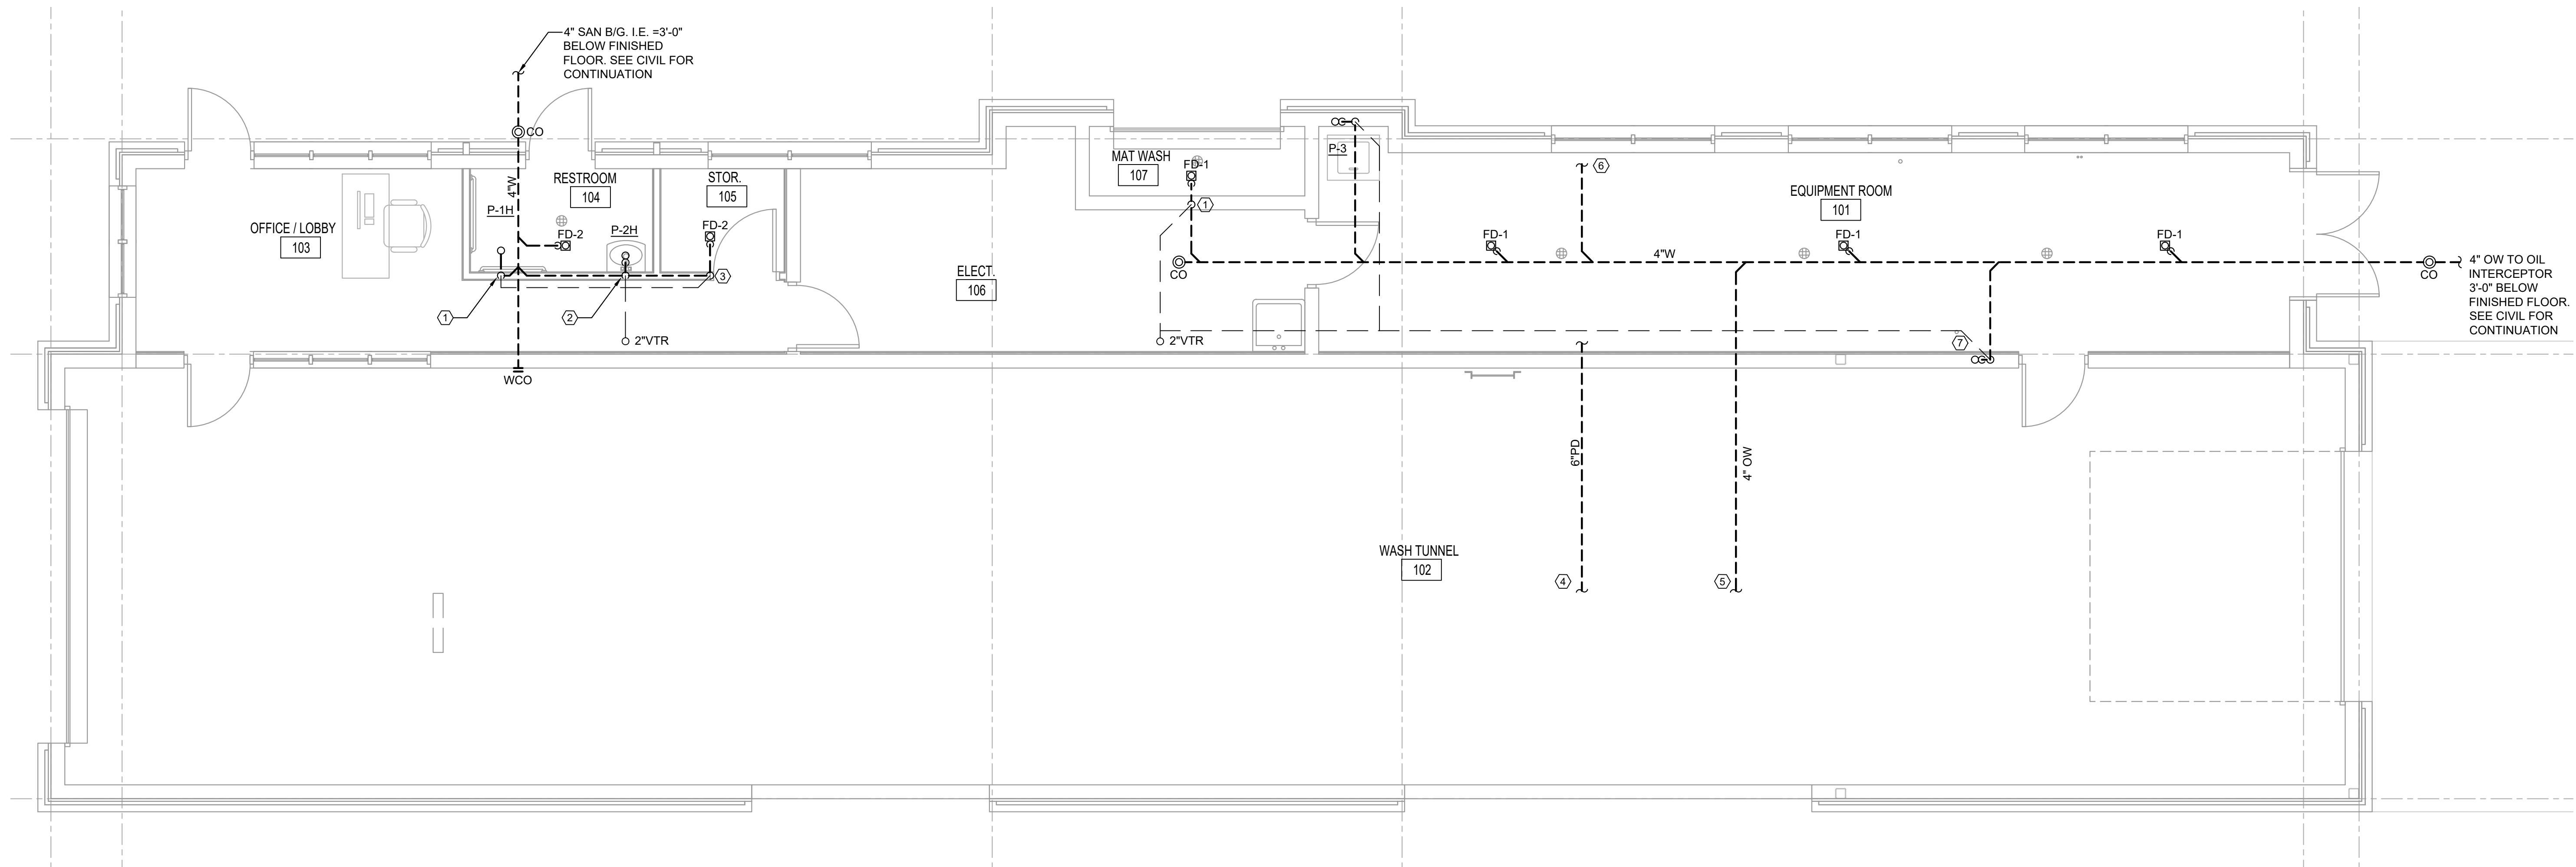 4" SAN B/G. I.E. =3'-0"
BELOW FINISHED
FLOOR. SEE CIVIL FOR
CONTINUATION
CO
4"W
RESTROOM
104
STOR.
105
P-1H
P-2H
FD-2
FD-2
OFFICE / LOBBY
103
1
2
3
2"VTR
WCO
ELECT.
106
MAT WASH
107
FD-1
1
CO
2"VTR
P-3
6
EQUIPMENT ROOM
101
FD-1
FD-1
FD-1
4"W
CO
4" OW TO OIL
INTERCEPTOR
3'-0" BELOW
FINISHED FLOOR.
SEE CIVIL FOR
CONTINUATION
7
6"PD
4" OW
WASH TUNNEL
102
4
5